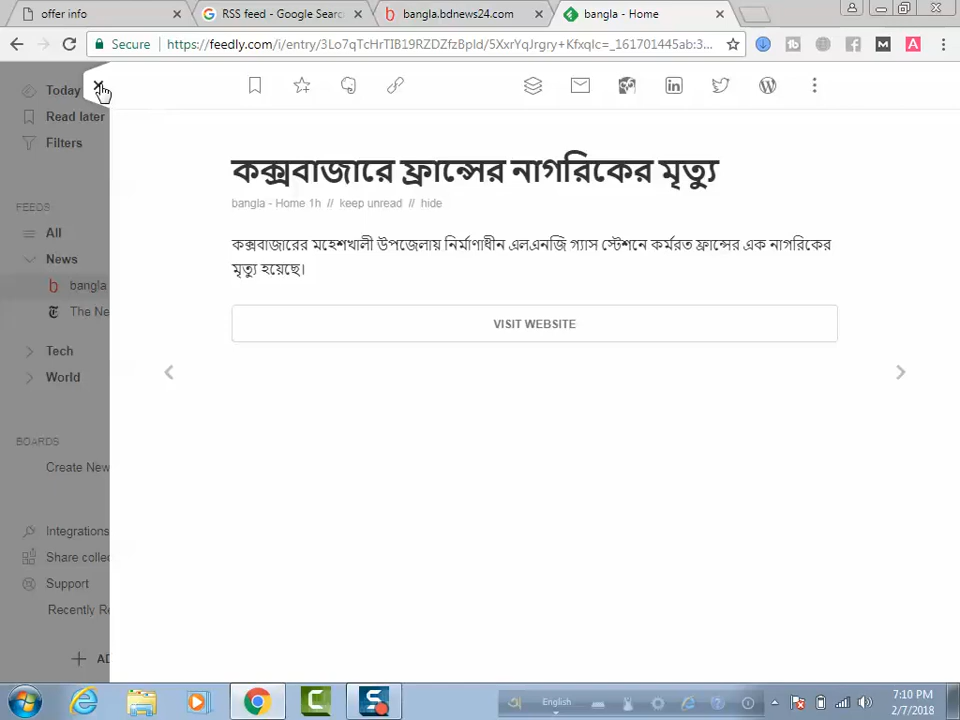 offer info
RSS feed - Google Searc
bangla.bdnews24.com
bangla - Home
Secure
https://feedly.com/i/entry/3Lo7qTcHrTIB19RZDZfzBpId/5XxrYqJrgry+KfxqIc=_161701445ab:3...
Today
Read later
Filters
FEEDS
All
News
bangla
The Ne
Tech
World
BOARDS
Create New
Integrations
Share collec
Support
Recently Re
AD
কক্সবাজারে ফ্রান্সের নাগরিকের মৃত্যু
bangla - Home 1h // keep unread // hide
কক্সবাজারের মহেশখালী উপজেলায় নির্মাণাধীন এলএনজি গ্যাস স্টেশনে কর্মরত ফ্রান্সের এক নাগরিকের
মৃত্যু হয়েছে।
VISIT WEBSITE
English
7:10 PM
2/7/2018